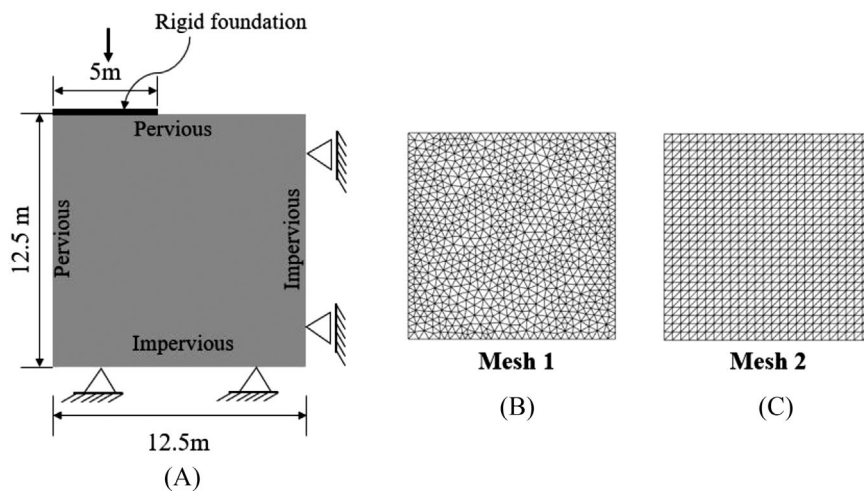 Rigid foundation
5m
Pervious
Pervious
Impervious
12.5 m
Impervious
12.5m
(A)
Mesh 1
(B)
Mesh 2
(C)